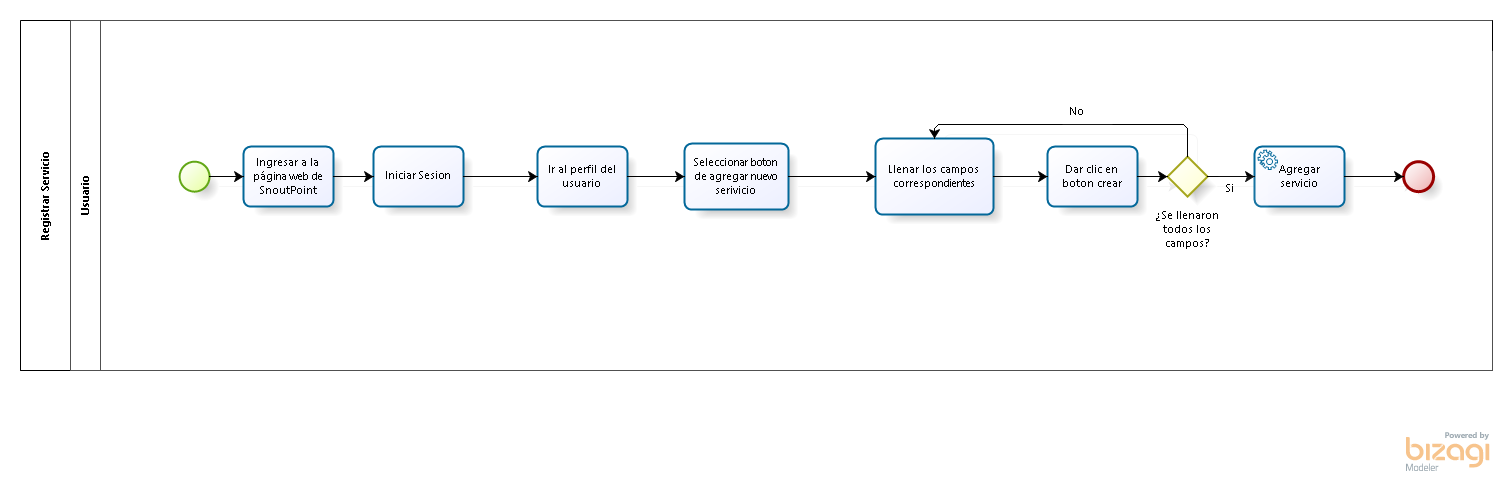 Registrar Servicio
Usuario
Ingresar a la
página web de
SnoutPoint
Iniciar Sesion
Ir al perfil del
usuario
Seleccionar boton
de agregar nuevo
serivicio
Llenar los campos
correspondientes
No
Dar clic en
boton crear
¿Se llenaron
todos los
campos?
Si
Agregar
servicio
Powered by
bizagi
Modeler